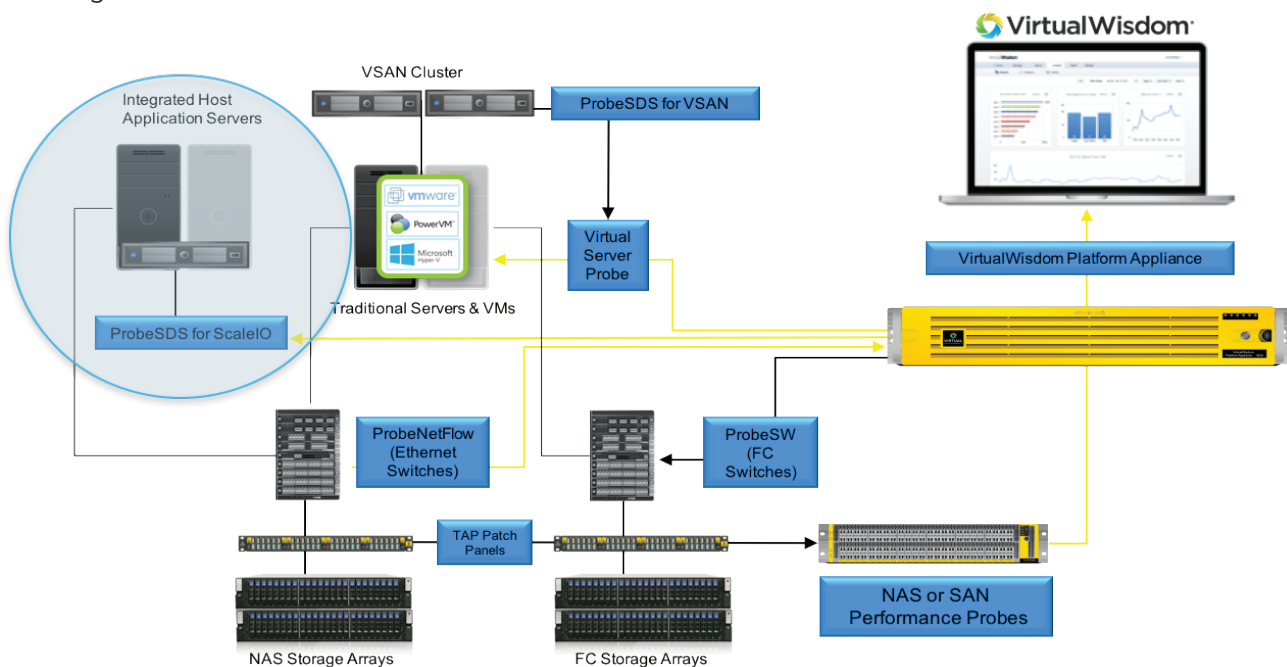 VirtualWisdom
VSAN Cluster
ProbeSDS for VSAN
Integrated Host
Application Servers
vmware
PowerVM
Microsoft
Hyper-V
Virtual
Server
Probe
VirtualWisdom Platform Appliance
Traditional Servers & VMs
ProbeSDS for ScaleIO
VIRTUAL
ProbeNetFlow
(Ethernet
Switches)
ProbeSW
(FC
Switches)
TAP Patch
Panels
NAS or SAN
Performance Probes
NAS Storage Arrays
FC Storage Arrays